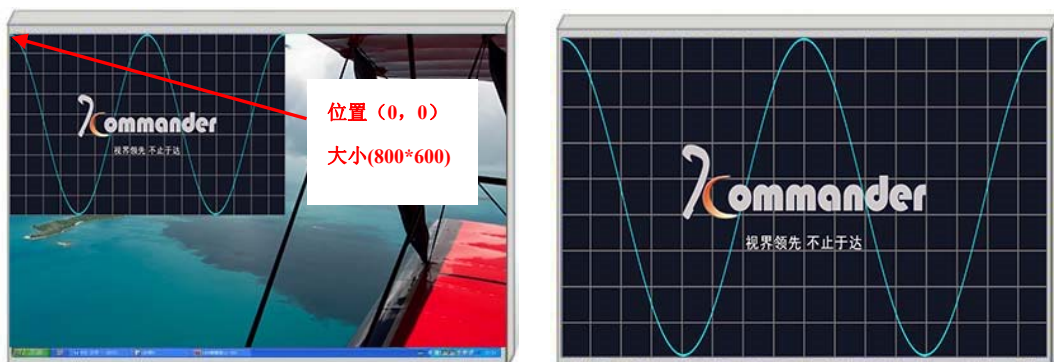 位置（0，0）
大小(800*600)
Commander
视界领先 不止于达
Commander
视界领先 不止于达